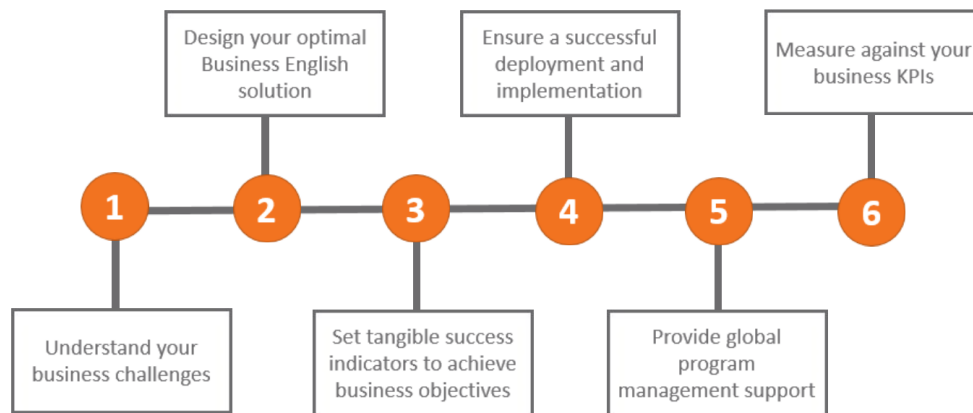 Design your optimal
Business English
solution
Ensure a successful
deployment and
implementation
Measure against your
business KPIs
1
2
3
4
5
6
Understand your
business challenges
Set tangible success
indicators to achieve
business objectives
Provide global
program
management support